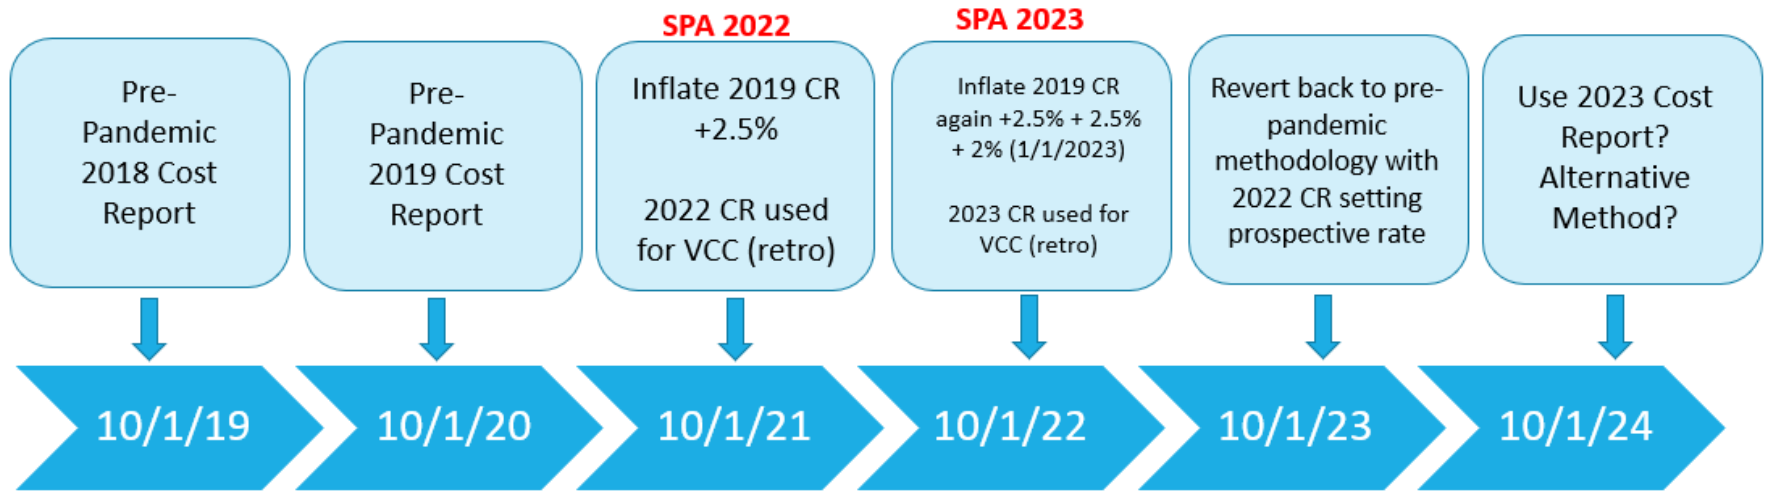 Pre-
Pandemic
2018 Cost
Report
10/1/19
Pre-
Pandemic
2019 Cost
Report
10/1/20
SPA 2022
Inflate 2019 CR
+2.5%
2022 CR used
for VCC (retro)
10/1/21
SPA 2023
Inflate 2019 CR
again +2.5% + 2.5%
+ 2% (1/1/2023)
2023 CR used for
VCC (retro)
10/1/22
Revert back to pre-
pandemic
methodology with
2022 CR setting
prospective rate
10/1/23
Use 2023 Cost
Report?
Alternative
Method?
10/1/24